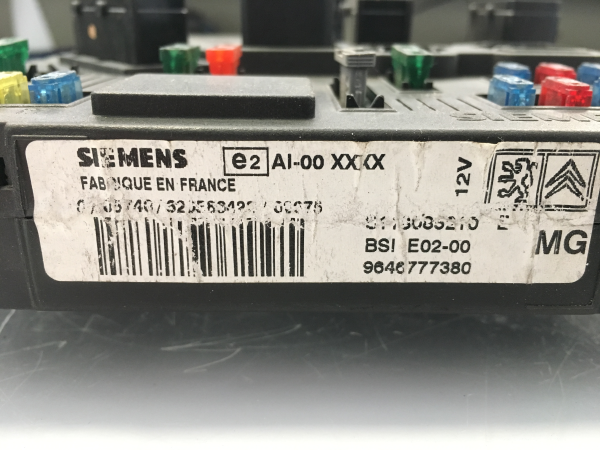 SIEMENS e2 AI-00 XXXX 12V
FABRIQUE EN FRANCE
BSI E02-00 MG
9646777380